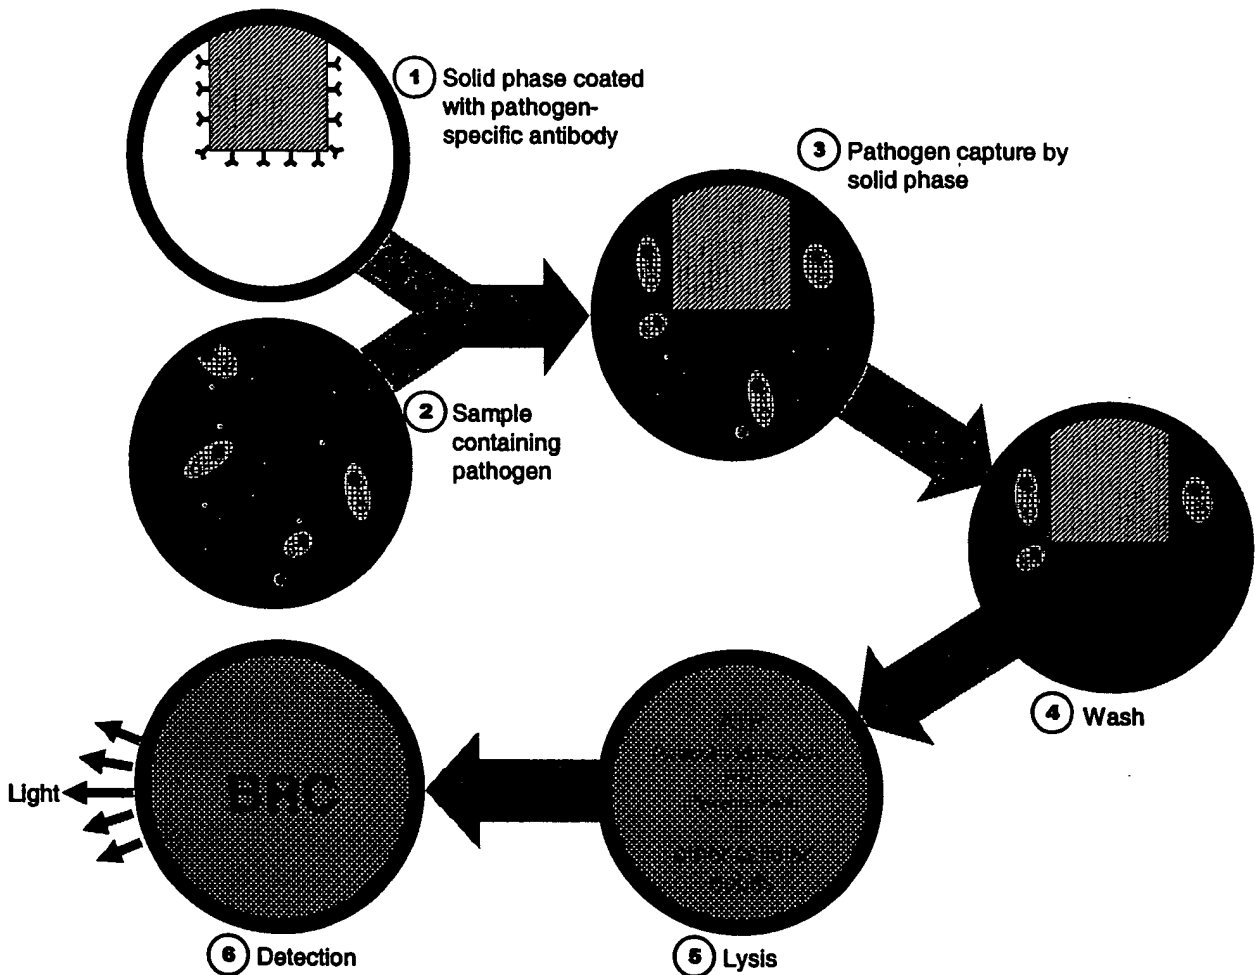 1 Solid phase coated
with pathogen-
specific antibody
2 Sample
containing
pathogen
3 Pathogen capture by
solid phase
4 Wash
5 Lysis
BRC
Light
6 Detection